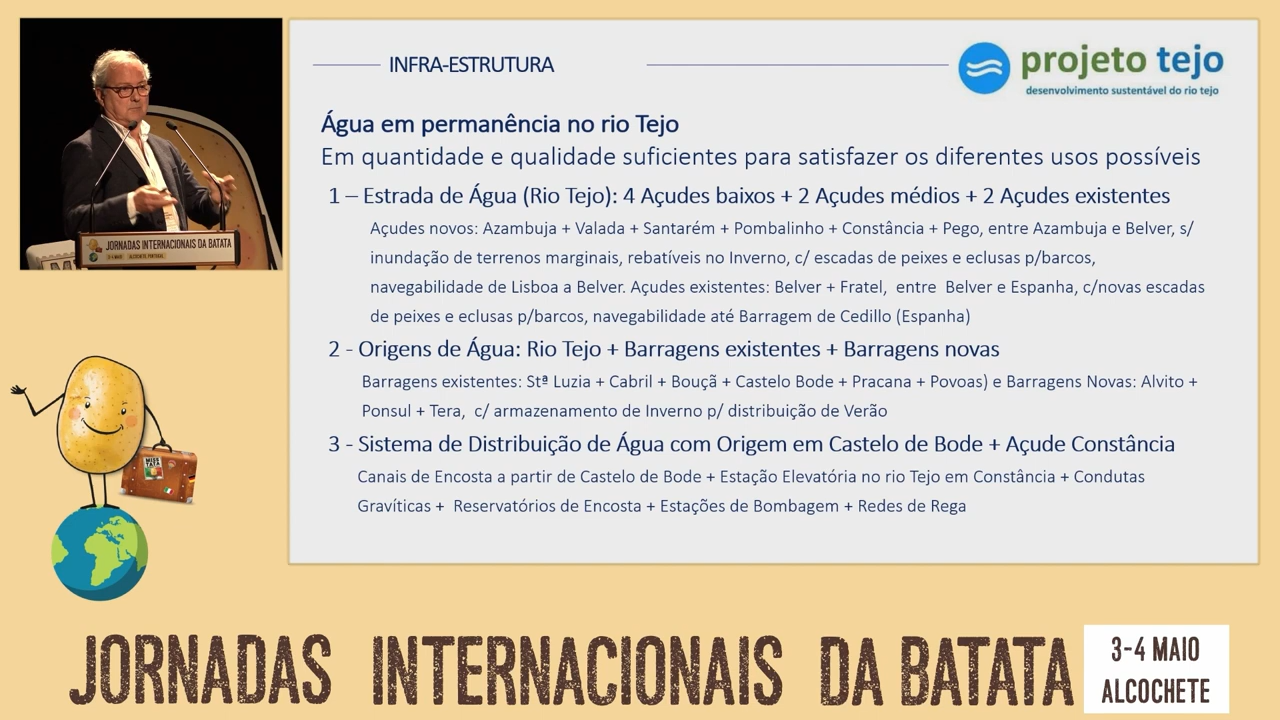 INFRA-ESTRUTURA
projeto tejo
desenvolvimento sustentável do rio tejo
Água em permanência no rio Tejo
Em quantidade e qualidade suficientes para satisfazer os diferentes usos possíveis
1 – Estrada de Água (Rio Tejo): 4 Açudes baixos + 2 Açudes médios + 2 Açudes existentes
Açudes novos: Azambuja + Valada + Santarém + Pombalinho + Constância + Pego, entre Azambuja e Belver, s/
inundação de terrenos marginais, rebatíveis no Inverno, c/ escadas de peixes e eclusas p/barcos,
navegabilidade de Lisboa a Belver. Açudes existentes: Belver + Fratel, entre Belver e Espanha, c/novas escadas
de peixes e eclusas p/barcos, navegabilidade até Barragem de Cedillo (Espanha)
2 - Origens de Água: Rio Tejo + Barragens existentes + Barragens novas
Barragens existentes: Stª Luzia + Cabril + Bouçã + Castelo Bode + Pracana + Povoas) e Barragens Novas: Alvito +
Ponsul + Tera, c/ armazenamento de Inverno p/ distribuição de Verão
3 - Sistema de Distribuição de Água com Origem em Castelo de Bode + Açude Constância
Canais de Encosta a partir de Castelo de Bode + Estação Elevatória no rio Tejo em Constância + Condutas
Gravíticas + Reservatórios de Encosta + Estações de Bombagem + Redes de Rega
JORNADAS INTERNACIONAIS DA BATATA
3-4 MAIO ALCOCHETE, PORTUGAL
MISS
TATA
JORNADAS INTERNACIONAIS DA BATATA
3-4 MAIO
ALCOCHETE